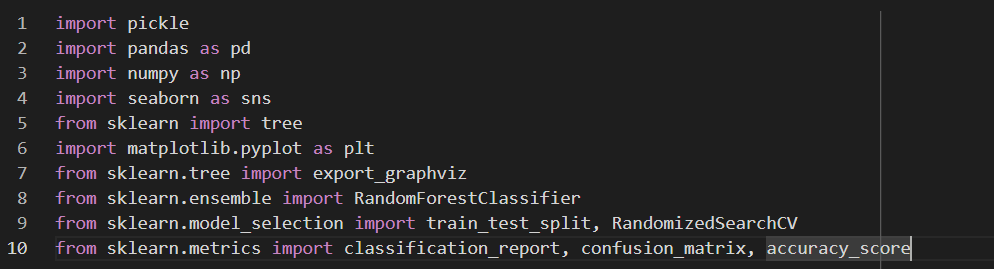 1 import pickle
2 import pandas as pd
3 import numpy as np
4 import seaborn as sns
5 from sklearn import tree
6 import matplotlib.pyplot as plt
7 from sklearn.tree import export_graphviz
8 from sklearn.ensemble import RandomForestClassifier
9 from sklearn.model_selection import train_test_split, RandomizedSearchCV
10 from sklearn.metrics import classification_report, confusion_matrix, accuracy_score